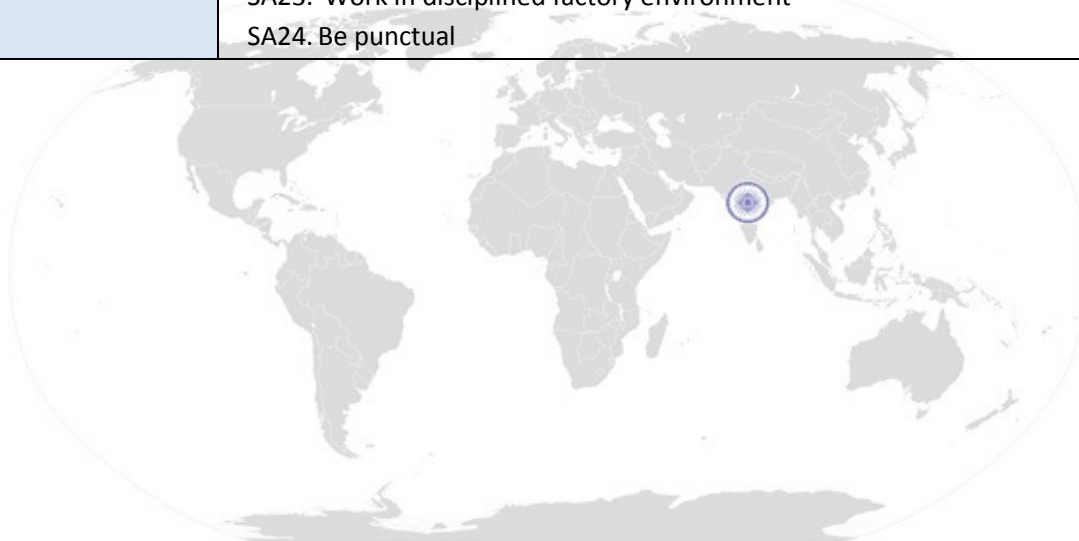 SA23. Work in disciplined factory environment
SA24. Be punctual